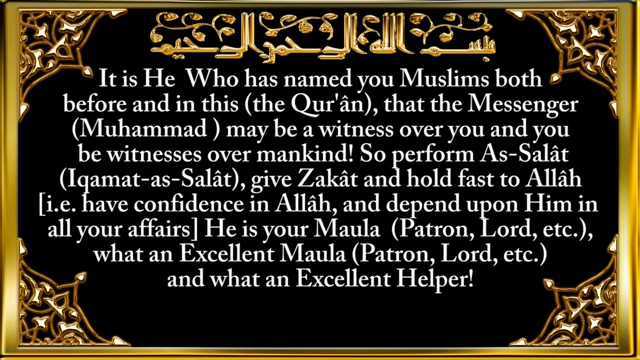 بسم الله الرحمن الرحيم
It is He Who has named you Muslims both
before and in this (the Qur'ân), that the Messenger
(Muhammad ) may be a witness over you and you
be witnesses over mankind! So perform As-Salât
(Iqamat-as-Salât), give Zakât and hold fast to Allâh
[i.e. have confidence in Allâh, and depend upon Him in
all your affairs] He is your Maula (Patron, Lord, etc.),
what an Excellent Maula (Patron, Lord, etc.)
and what an Excellent Helper!